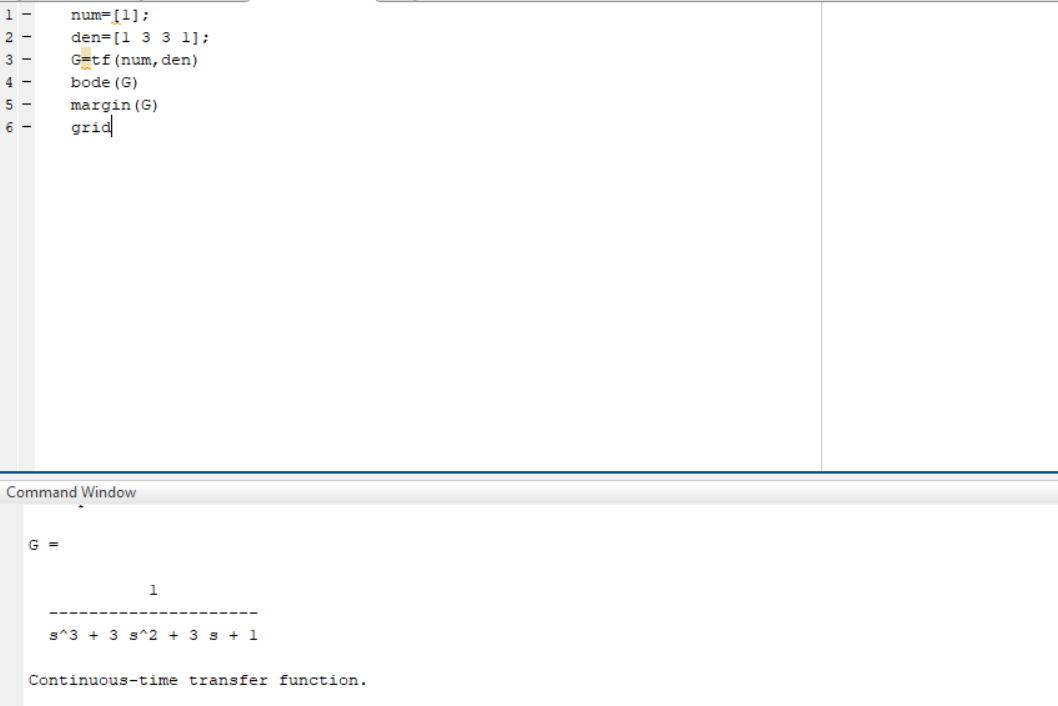 1 - num=[1];
2 - den=[1 3 3 1];
3 - G=tf(num,den)
4 - bode(G)
5 - margin(G)
6 - grid
Command Window
G =
1
---------------------
s^3 + 3 s^2 + 3 s + 1
Continuous-time transfer function.